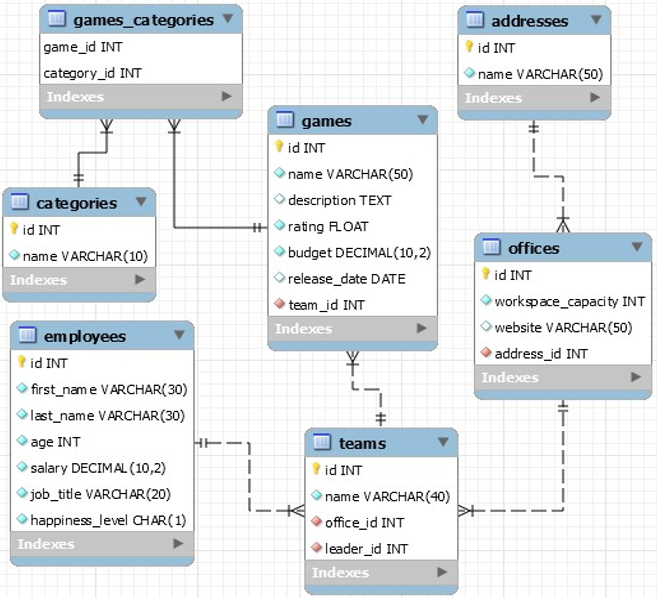 games_categories
game_id INT
category_id INT
Indexes
addresses
id INT
name VARCHAR(50)
Indexes
games
id INT
name VARCHAR(50)
description TEXT
rating FLOAT
budget DECIMAL(10,2)
release_date DATE
team_id INT
Indexes
categories
id INT
name VARCHAR(10)
Indexes
offices
id INT
workspace_capacity INT
website VARCHAR(50)
address_id INT
Indexes
employees
id INT
first_name VARCHAR(30)
last_name VARCHAR(30)
age INT
salary DECIMAL(10,2)
job_title VARCHAR(20)
happiness_level CHAR(1)
Indexes
teams
id INT
name VARCHAR(40)
office_id INT
leader_id INT
Indexes